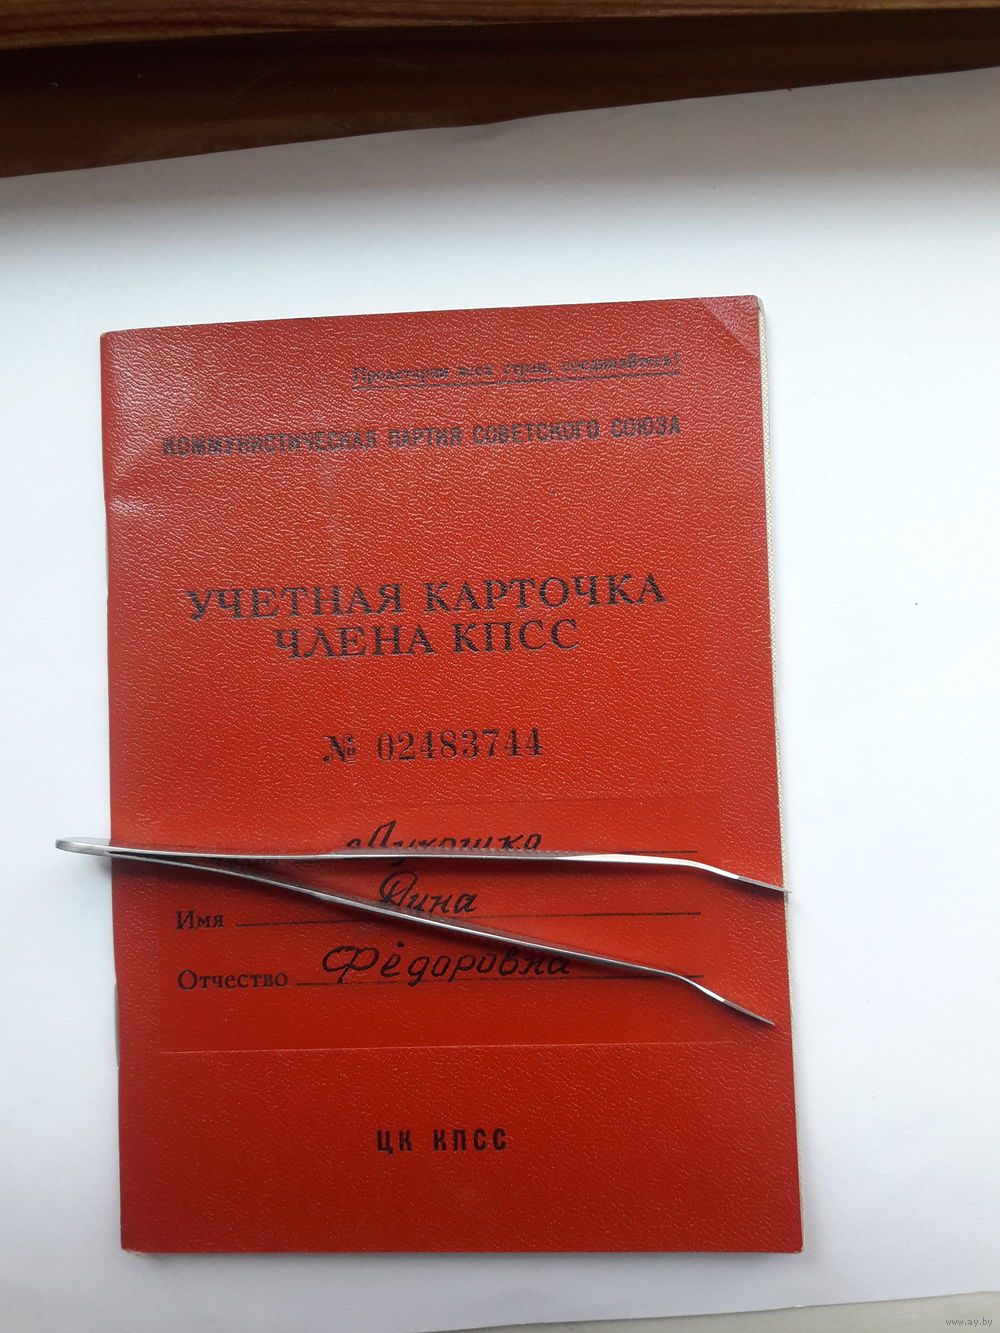 Пролетарии всех стран, соединяйтесь!
КОММУНИСТИЧЕСКАЯ ПАРТИЯ СОВЕТСКОГО СОЮЗА
УЧЕТНАЯ КАРТОЧКА
ЧЛЕНА КПСС
№ 02483744
Лукошко
Имя Дина
Отчество Фёдоровна
ЦК КПСС
www.ay.by